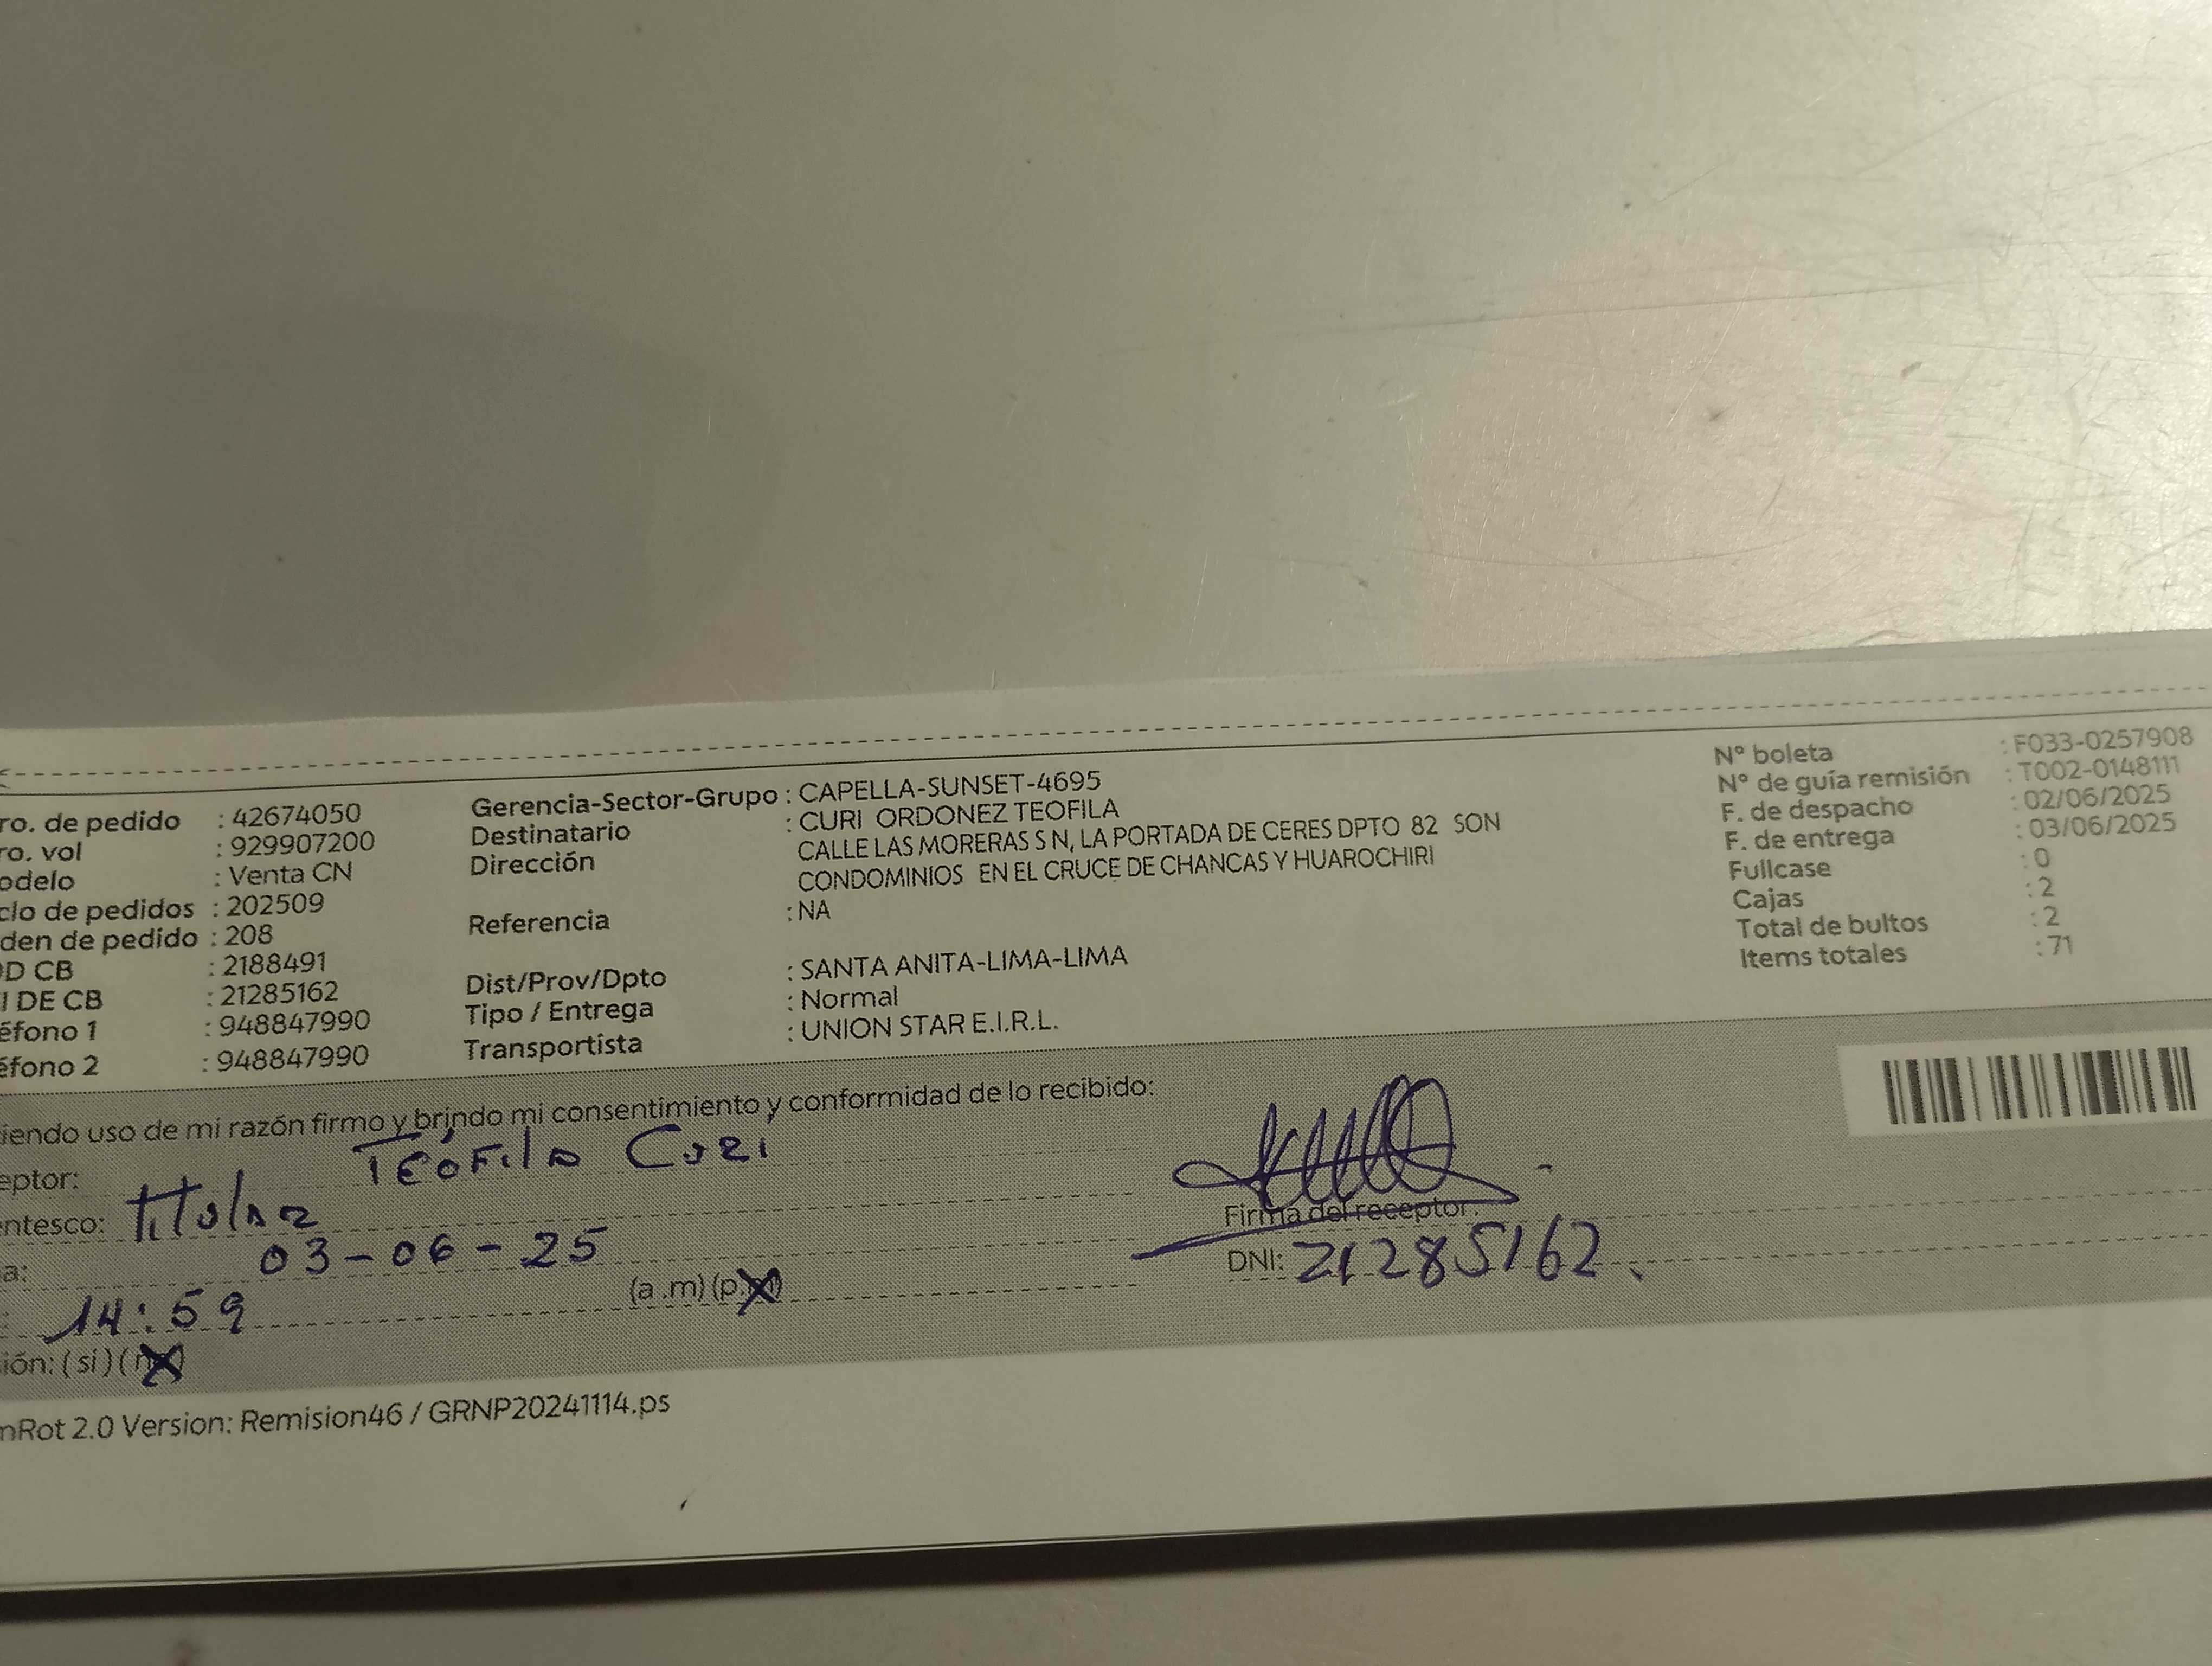 ro. de pedido : 42674050
ro. vol : 929907200
odelo : Venta CN
clo de pedidos : 202509
den de pedido : 208
D CB : 2188491
I DE CB : 21285162
éfono 1 : 948847990
éfono 2 : 948847990
Gerencia-Sector-Grupo : CAPELLA-SUNSET-4695
Destinatario : CURI ORDONEZ TEOFILA
Dirección CALLE LAS MORERAS S N, LA PORTADA DE CERES DPTO 82 SON
CONDOMINIOS EN EL CRUCE DE CHANCAS Y HUAROCHIRI
Referencia : NA
Dist/Prov/Dpto : SANTA ANITA-LIMA-LIMA
Tipo / Entrega : Normal
Transportista : UNION STAR E.I.R.L.
N° boleta : F033-0257908
N° de guía remisión : T002-0148111
F. de despacho : 02/06/2025
F. de entrega : 03/06/2025
Fullcase : 0
Cajas : 2
Total de bultos : 2
Items totales : 71
iendo uso de mi razón firmo y brindo mi consentimiento y conformidad de lo recibido:
eptor: TEÓFILA CURI
entesco: titular
a: 03-06-25
: 14:59 (a .m) (p.m)
ión: (si) (no)
Firma del receptor:
DNI: 21285162.
nRot 2.0 Version: Remision46 / GRNP20241114.ps